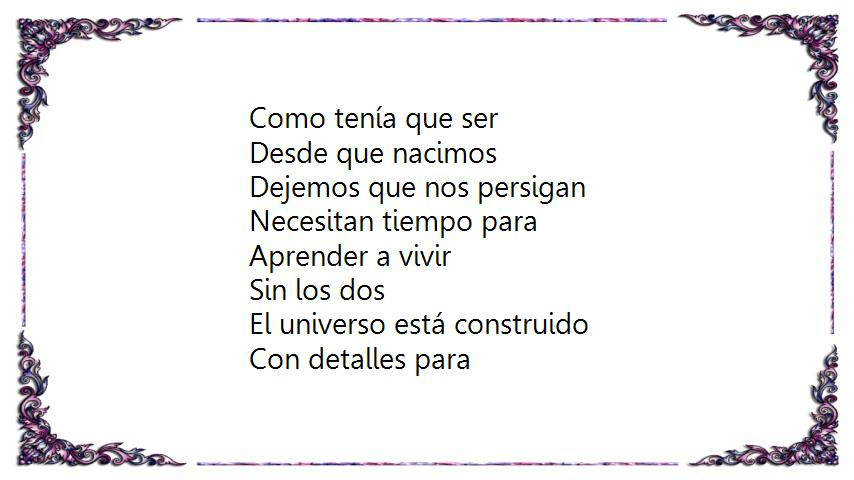 Como tenía que ser
Desde que nacimos
Dejemos que nos persigan
Necesitan tiempo para
Aprender a vivir
Sin los dos
El universo está construido
Con detalles para